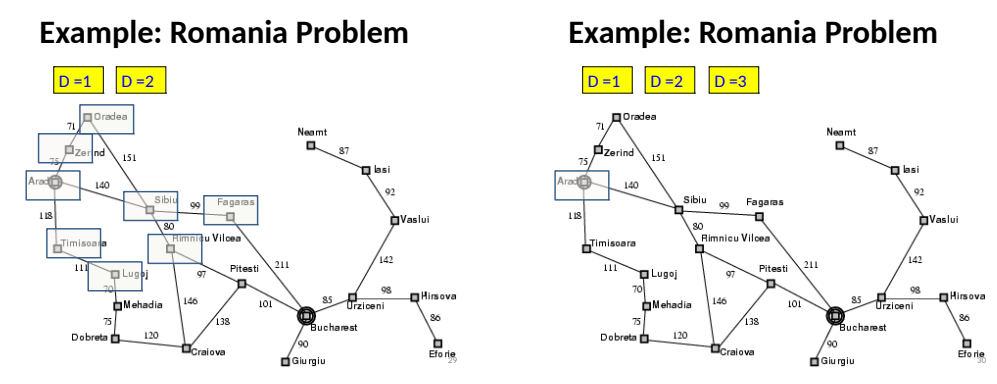 Example: Romania Problem
D =1 D =2
Oradea
Neamt
71
Zerind
87
75
151
Iasi
Arad
140
92
Sibiu
99
Fagaras
118
Vaslui
80
Timisoara
Rimnicu Vilcea
142
111
211
Lugoj
97
Pitesti
70
98
Hirsova
146
85
Mehadia
101
Urziceni
75
138
86
Bucharest
Dobreta
120
90
Craiova
Eforie
Giurgiu
29
Example: Romania Problem
D =1 D =2 D =3
Oradea
Neamt
71
Zerind
87
75
151
Iasi
Arad
140
92
Sibiu
99
Fagaras
118
Vaslui
80
Timisoara
Rimnicu Vilcea
142
111
211
Lugoj
97
Pitesti
70
98
Hirsova
146
85
Mehadia
101
Urziceni
75
138
86
Bucharest
Dobreta
120
90
Craiova
Eforie
Giurgiu
30